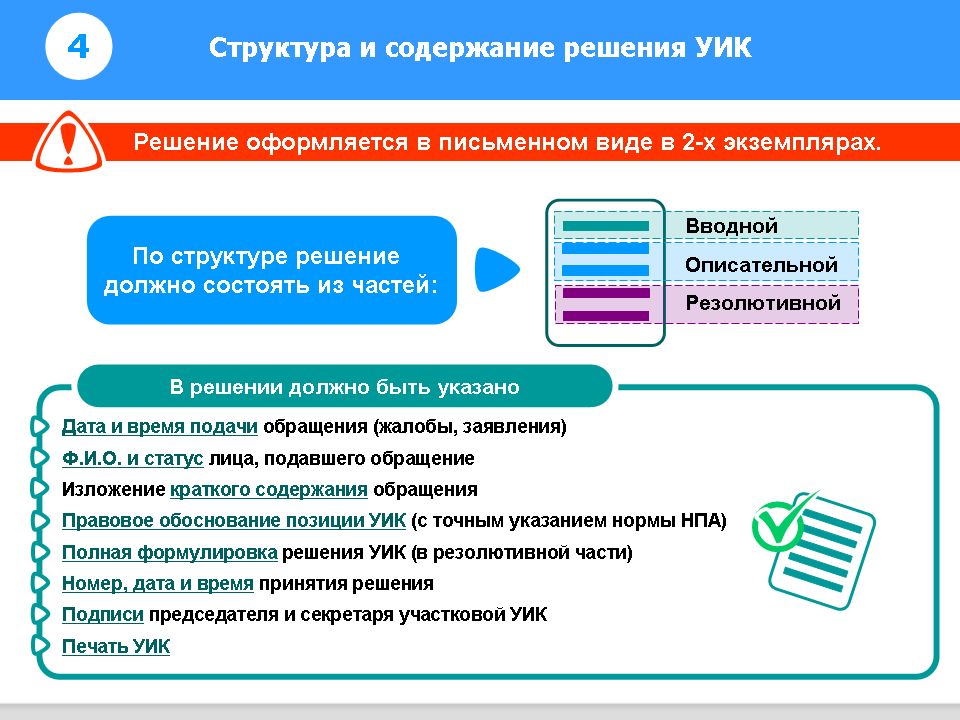 4
Структура и содержание решения УИК
Решение оформляется в письменном виде в 2-х экземплярах.
По структуре решение
должно состоять из частей:
Вводной
Описательной
Резолютивной
В решении должно быть указано
Дата и время подачи обращения (жалобы, заявления)
Ф.И.О. и статус лица, подавшего обращение
Изложение краткого содержания обращения
Правовое обоснование позиции УИК (с точным указанием нормы НПА)
Полная формулировка решения УИК (в резолютивной части)
Номер, дата и время принятия решения
Подписи председателя и секретаря участковой УИК
Печать УИК